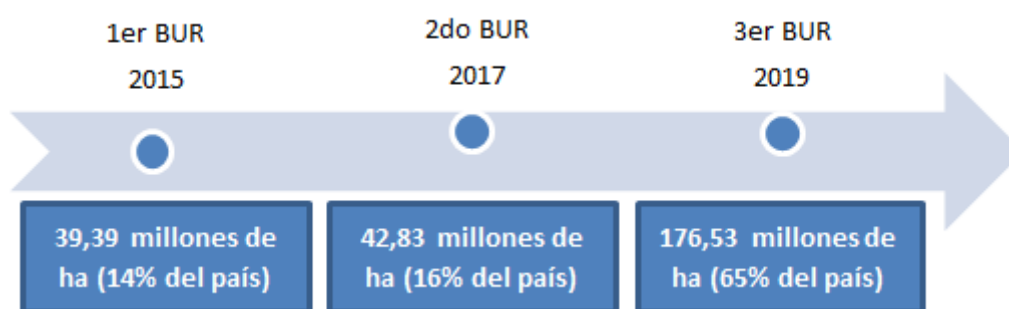 1er BUR
2015
2do BUR
2017
3er BUR
2019
39,39 millones de
ha (14% del país)
42,83 millones de
ha (16% del país)
176,53 millones de
ha (65% del país)